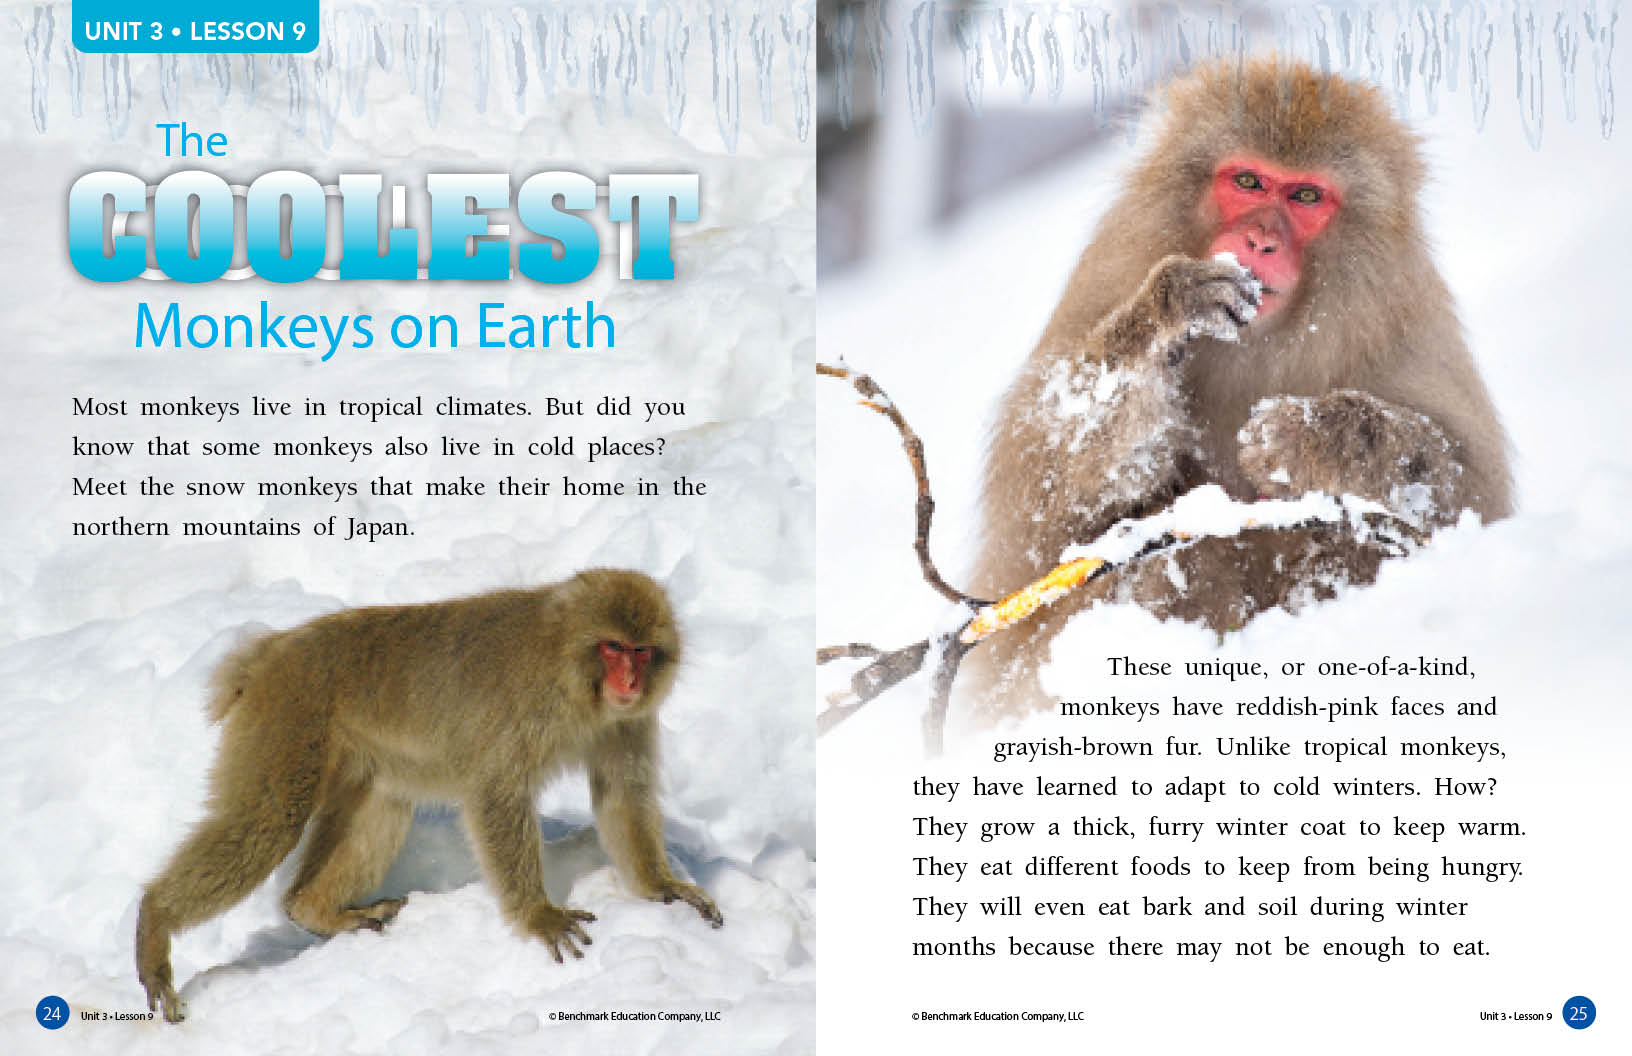 UNIT 3 • LESSON 9
The
COOLEST
Monkeys on Earth
Most monkeys live in tropical climates. But did you
know that some monkeys also live in cold places?
Meet the snow monkeys that make their home in the
northern mountains of Japan.
24 Unit 3 • Lesson 9 © Benchmark Education Company, LLC
These unique, or one-of-a-kind,
monkeys have reddish-pink faces and
grayish-brown fur. Unlike tropical monkeys,
they have learned to adapt to cold winters. How?
They grow a thick, furry winter coat to keep warm.
They eat different foods to keep from being hungry.
They will even eat bark and soil during winter
months because there may not be enough to eat.
© Benchmark Education Company, LLC Unit 3 • Lesson 9 25